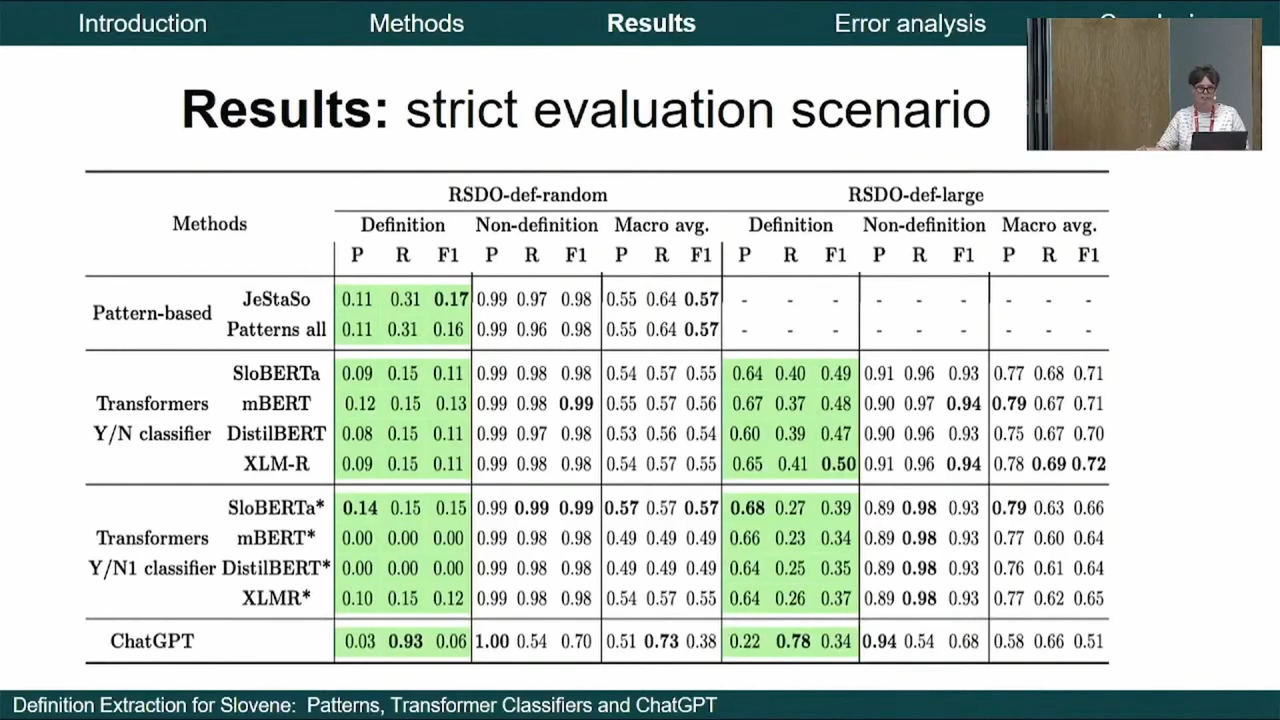 Introduction Methods Results Error analysis
Results: strict evaluation scenario
RSDO-def-random RSDO-def-large
Methods Definition Non-definition Macro avg. Definition Non-definition Macro avg.
P R F1 P R F1 P R F1 P R F1 P R F1 P R F1
Pattern-based
JeStaSo 0.11 0.31 0.17 0.99 0.97 0.98 0.55 0.64 0.57 - - - - - - - - -
Patterns all 0.11 0.31 0.16 0.99 0.96 0.98 0.55 0.64 0.57 - - - - - - - - -
SloBERTa 0.09 0.15 0.11 0.99 0.98 0.98 0.54 0.57 0.55 0.64 0.40 0.49 0.91 0.96 0.93 0.77 0.68 0.71
Transformers mBERT 0.12 0.15 0.13 0.99 0.98 0.99 0.55 0.57 0.56 0.67 0.37 0.48 0.90 0.97 0.94 0.79 0.67 0.71
Y/N classifier DistilBERT 0.08 0.15 0.11 0.99 0.97 0.98 0.53 0.56 0.54 0.60 0.39 0.47 0.90 0.96 0.93 0.75 0.67 0.70
XLM-R 0.09 0.15 0.11 0.99 0.98 0.98 0.54 0.57 0.55 0.65 0.41 0.50 0.91 0.96 0.94 0.78 0.69 0.72
SloBERTa* 0.14 0.15 0.15 0.99 0.99 0.99 0.57 0.57 0.57 0.68 0.27 0.39 0.89 0.98 0.93 0.79 0.63 0.66
Transformers mBERT* 0.00 0.00 0.00 0.99 0.98 0.98 0.49 0.49 0.49 0.66 0.23 0.34 0.89 0.98 0.93 0.77 0.60 0.64
Y/N1 classifier DistilBERT* 0.00 0.00 0.00 0.99 0.98 0.98 0.49 0.49 0.49 0.64 0.25 0.35 0.89 0.98 0.93 0.76 0.61 0.64
XLMR* 0.10 0.15 0.12 0.99 0.98 0.98 0.54 0.57 0.55 0.64 0.26 0.37 0.89 0.98 0.93 0.77 0.62 0.65
ChatGPT 0.03 0.93 0.06 1.00 0.54 0.70 0.51 0.73 0.38 0.22 0.78 0.34 0.94 0.54 0.68 0.58 0.66 0.51
Definition Extraction for Slovene: Patterns, Transformer Classifiers and ChatGPT